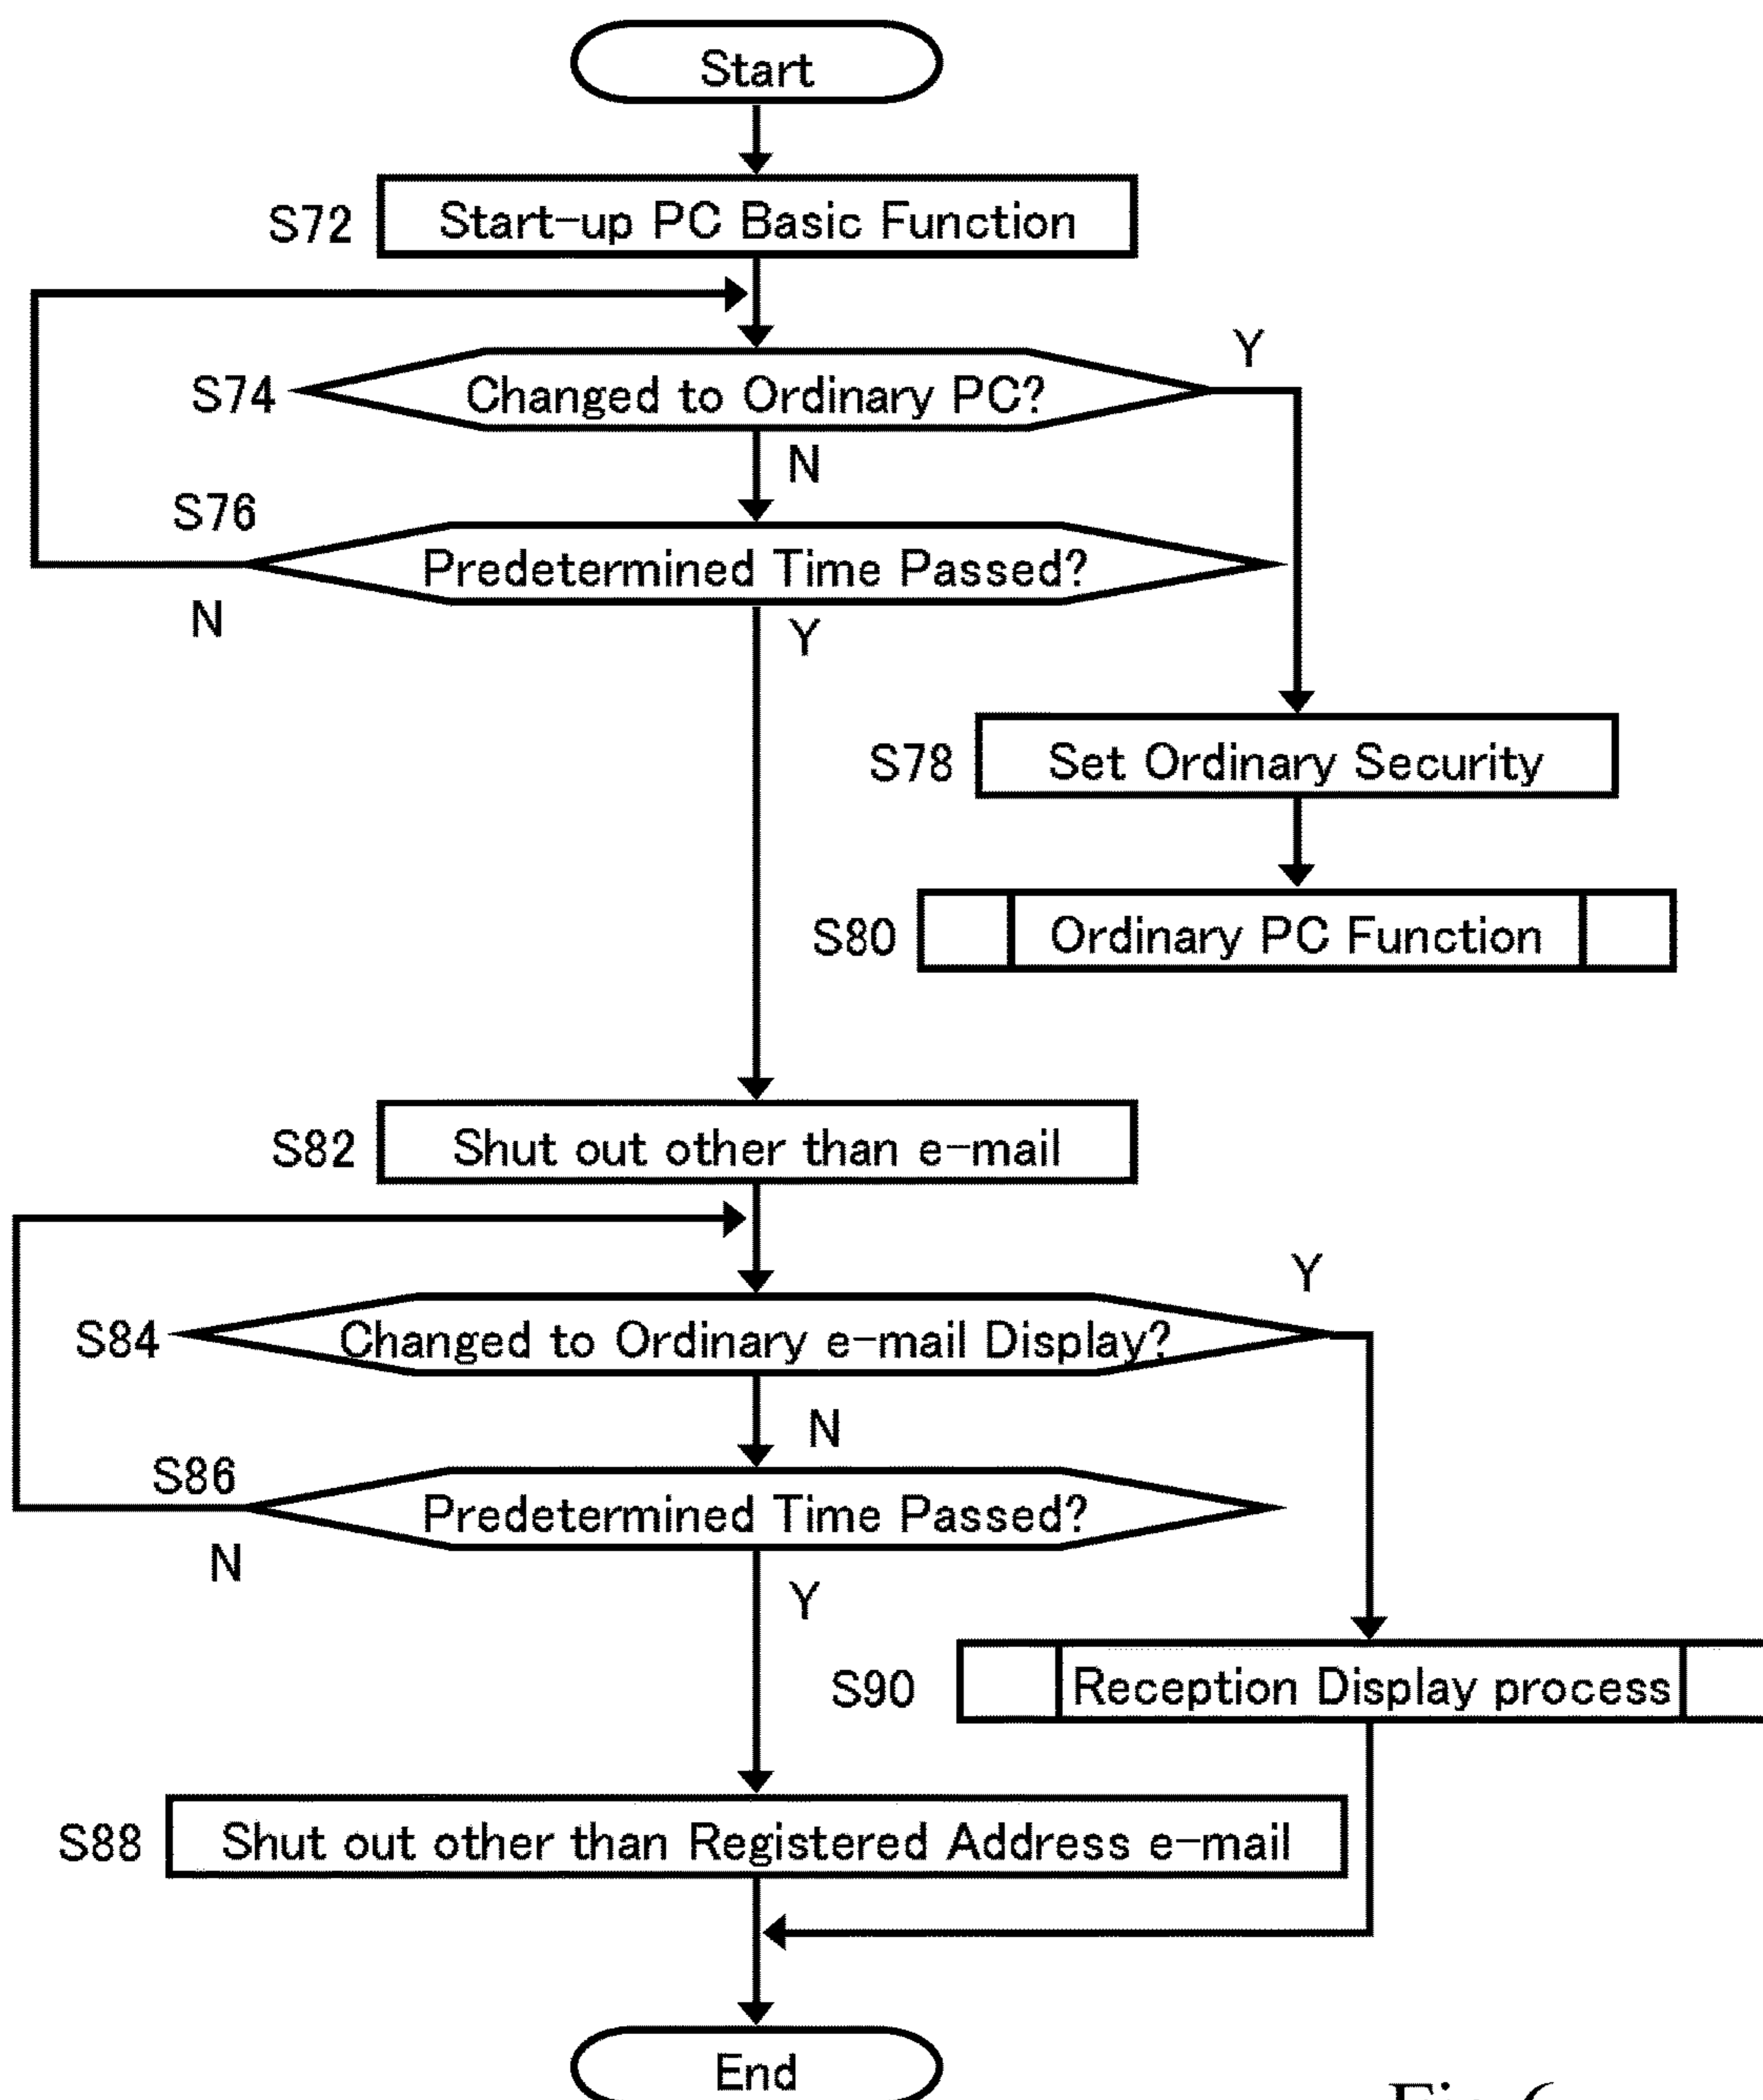 Start
S72
Start-up PC Basic Function
S74
Changed to Ordinary PC?
Y
N
S76
Predetermined Time Passed?
N
Y
S78
Set Ordinary Security
S80
Ordinary PC Function
S82
Shut out other than e-mail
S84
Changed to Ordinary e-mail Display?
Y
N
S86
Predetermined Time Passed?
N
Y
S90
Reception Display process
S88
Shut out other than Registered Address e-mail
End